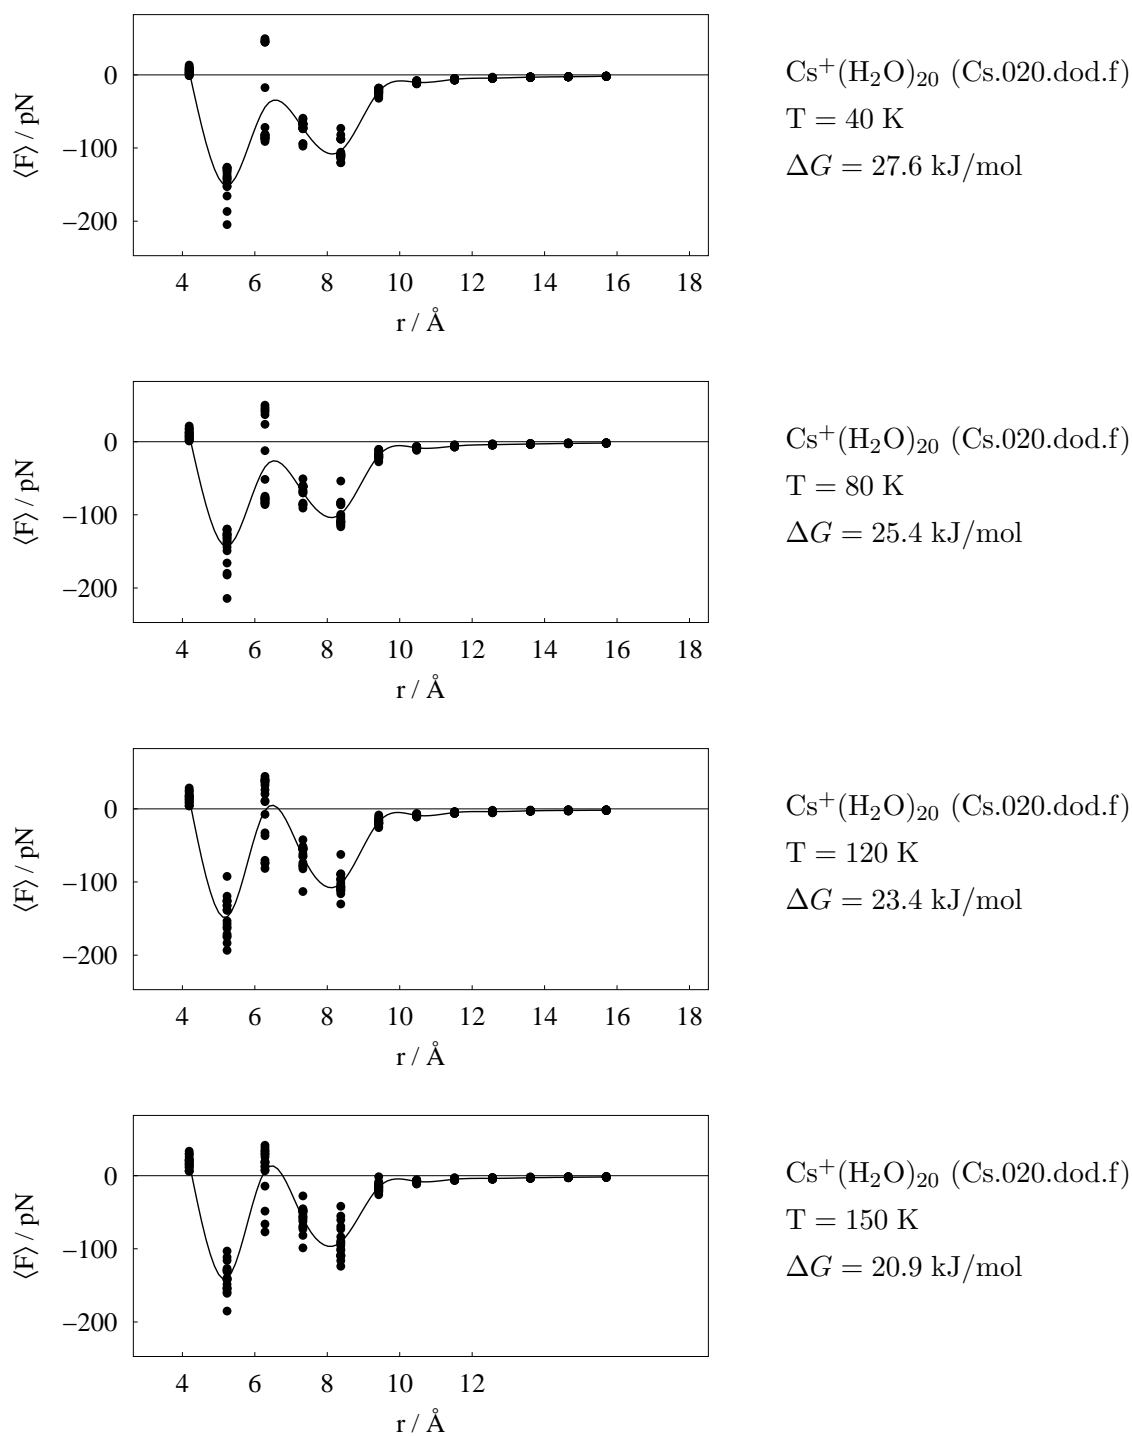 0
−100
−200
⟨F⟩ / pN
4 6 8 10 12 14 16 18
r / Å
Cs⁺(H₂O)₂₀ (Cs.020.dod.f)
T = 40 K
ΔG = 27.6 kJ/mol
0
−100
−200
⟨F⟩ / pN
4 6 8 10 12 14 16 18
r / Å
Cs⁺(H₂O)₂₀ (Cs.020.dod.f)
T = 80 K
ΔG = 25.4 kJ/mol
0
−100
−200
⟨F⟩ / pN
4 6 8 10 12 14 16 18
r / Å
Cs⁺(H₂O)₂₀ (Cs.020.dod.f)
T = 120 K
ΔG = 23.4 kJ/mol
0
−100
−200
⟨F⟩ / pN
4 6 8 10 12
r / Å
Cs⁺(H₂O)₂₀ (Cs.020.dod.f)
T = 150 K
ΔG = 20.9 kJ/mol